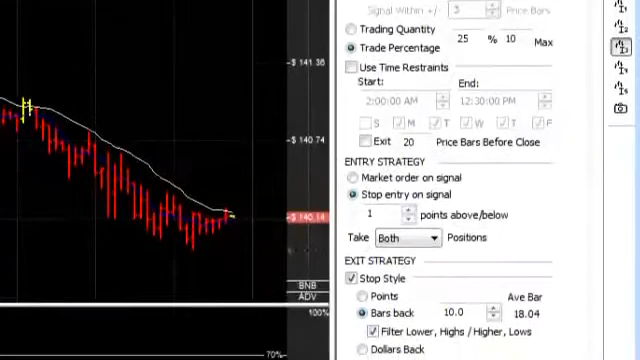 Signal Within +/- 3 Price Bars
Trading Quantity
Trade Percentage 25 % 10 Max
Use Time Restraints
Start: End:
2:00:00 AM 12:30:00 PM
S M T W T F
Exit 20 Price Bars Before Close
ENTRY STRATEGY
Market order on signal
Stop entry on signal
1 points above/below
Take Both Positions
EXIT STRATEGY
Stop Style
Points Ave Bar
Bars back 10.0 18.04
Filter Lower, Highs / Higher, Lows
Dollars Back
$ 141.36
$ 140.74
$ 140.14
BNB
ADV
100%
70%